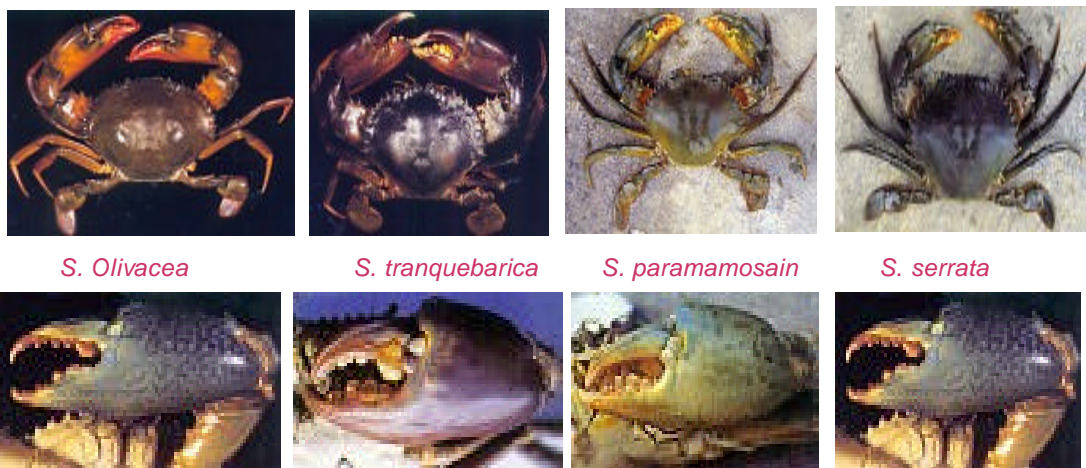 S. Olivacea
S. tranquebarica
S. paramamosain
S. serrata